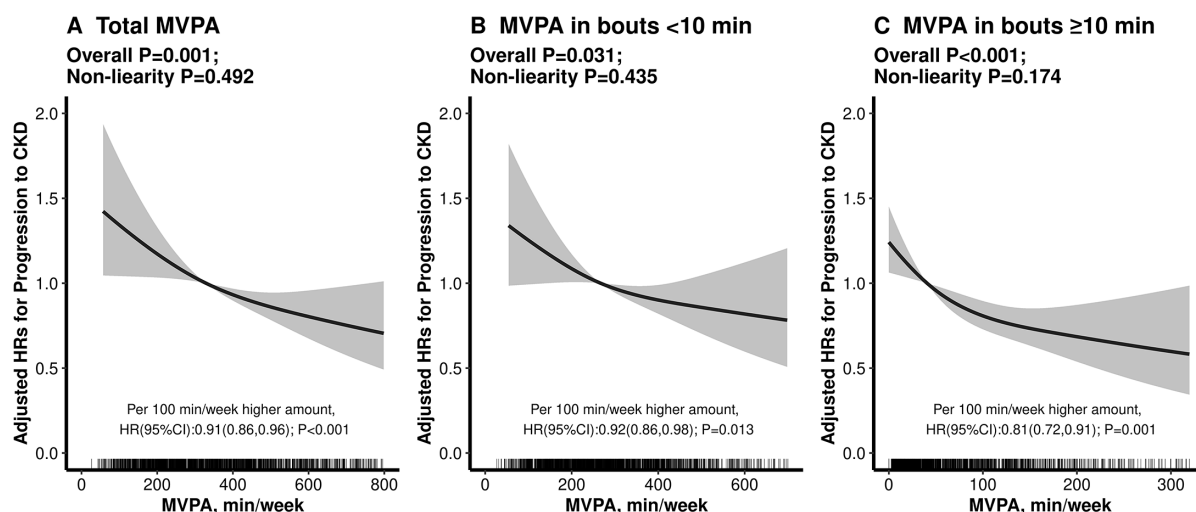 A Total MVPA
Overall P=0.001;
Non-liearity P=0.492
Adjusted HRs for Progression to CKD
2.0
1.5
1.0
0.5
0.0
Per 100 min/week higher amount,
HR(95%CI):0.91(0.86,0.96); P<0.001
0 200 400 600 800
MVPA, min/week
B MVPA in bouts <10 min
Overall P=0.031;
Non-liearity P=0.435
Adjusted HRs for Progression to CKD
2.0
1.5
1.0
0.5
0.0
Per 100 min/week higher amount,
HR(95%CI):0.92(0.86,0.98); P=0.013
0 200 400 600
MVPA, min/week
C MVPA in bouts ≥10 min
Overall P<0.001;
Non-liearity P=0.174
Adjusted HRs for Progression to CKD
2.0
1.5
1.0
0.5
0.0
Per 100 min/week higher amount,
HR(95%CI):0.81(0.72,0.91); P=0.001
0 100 200 300
MVPA, min/week